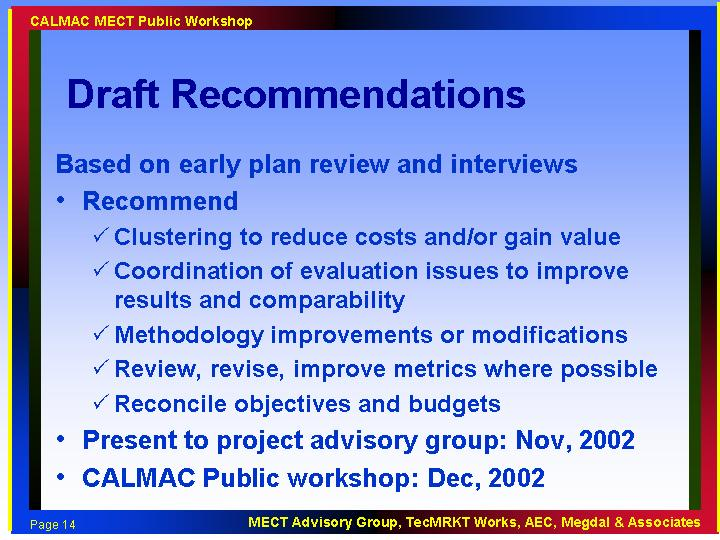 CALMAC MECT Public Workshop
Draft Recommendations
Based on early plan review and interviews
• Recommend
✓ Clustering to reduce costs and/or gain value
✓ Coordination of evaluation issues to improve
results and comparability
✓ Methodology improvements or modifications
✓ Review, revise, improve metrics where possible
✓ Reconcile objectives and budgets
• Present to project advisory group: Nov, 2002
• CALMAC Public workshop: Dec, 2002
Page 14
MECT Advisory Group, TecMRKT Works, AEC, Megdal & Associates